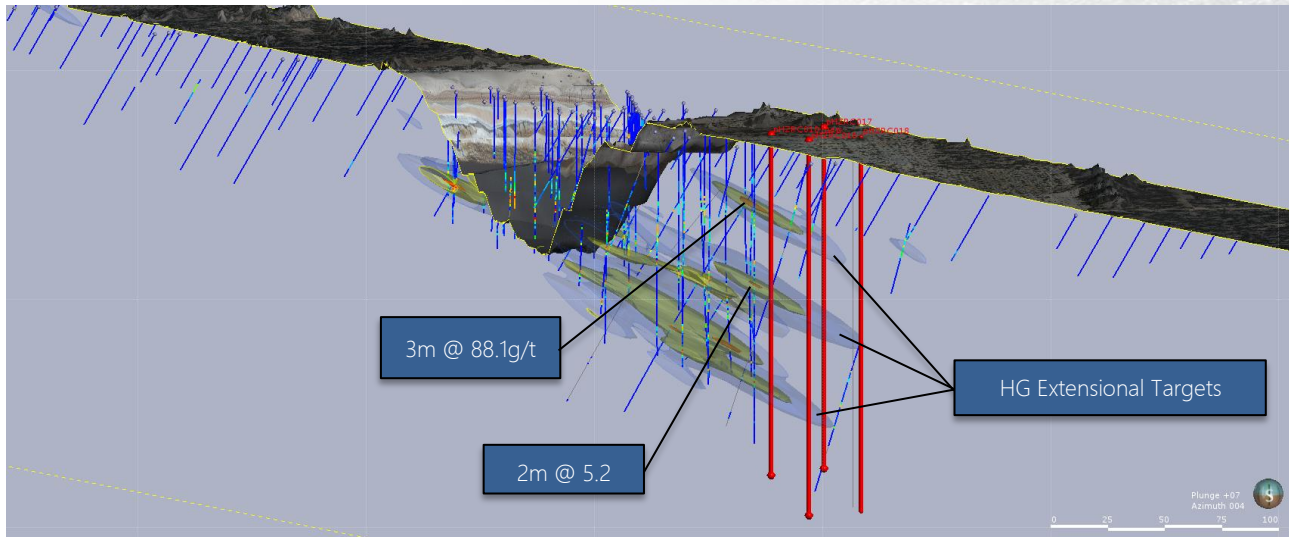 3m @ 88.1g/t
HG Extensional Targets
2m @ 5.2
Plunge +07
Azimuth 004
S
0 25 50 75 100